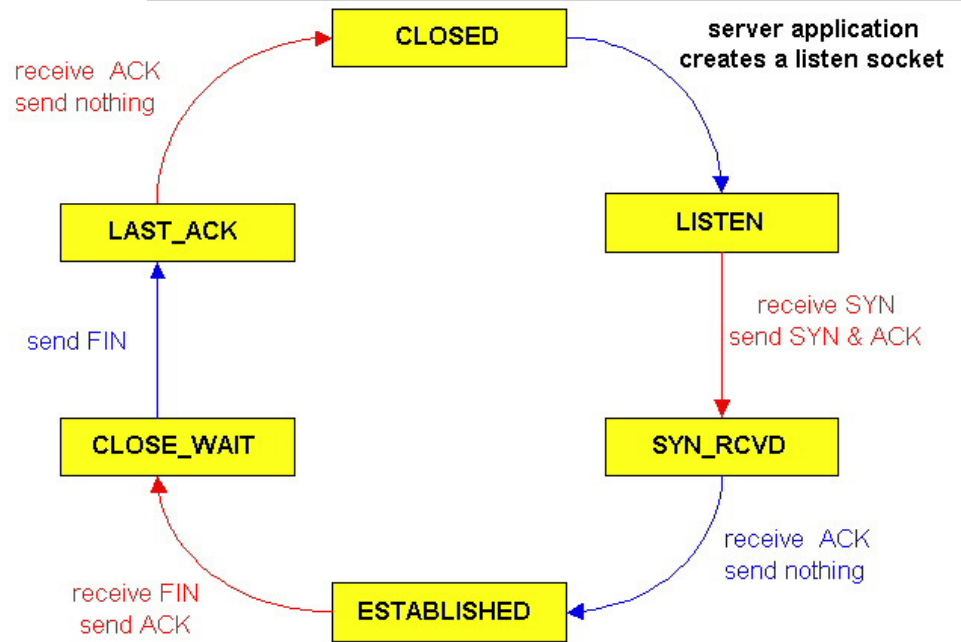 CLOSED
server application
creates a listen socket
receive ACK
send nothing
LAST_ACK
LISTEN
receive SYN
send SYN & ACK
send FIN
CLOSE_WAIT
SYN_RCVD
receive ACK
send nothing
receive FIN
send ACK
ESTABLISHED